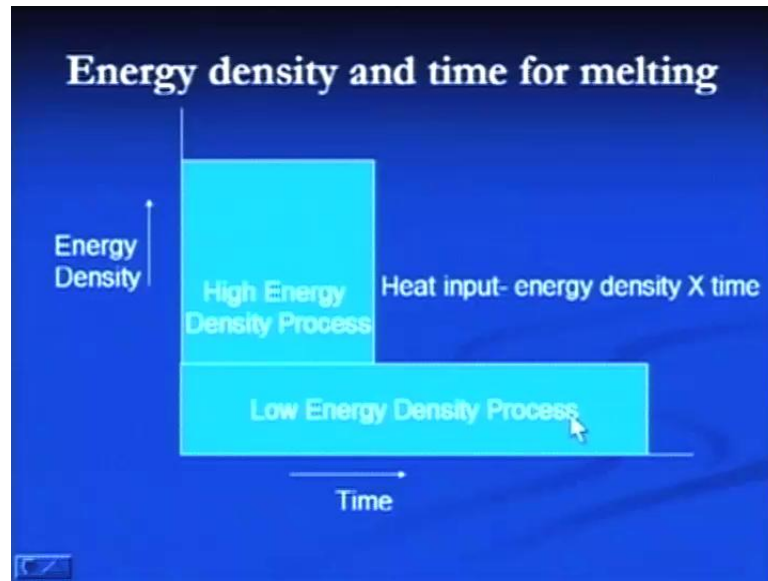 Energy density and time for melting
Energy
Density
High Energy
Density Process
Heat input- energy density X time
Low Energy Density Process
Time